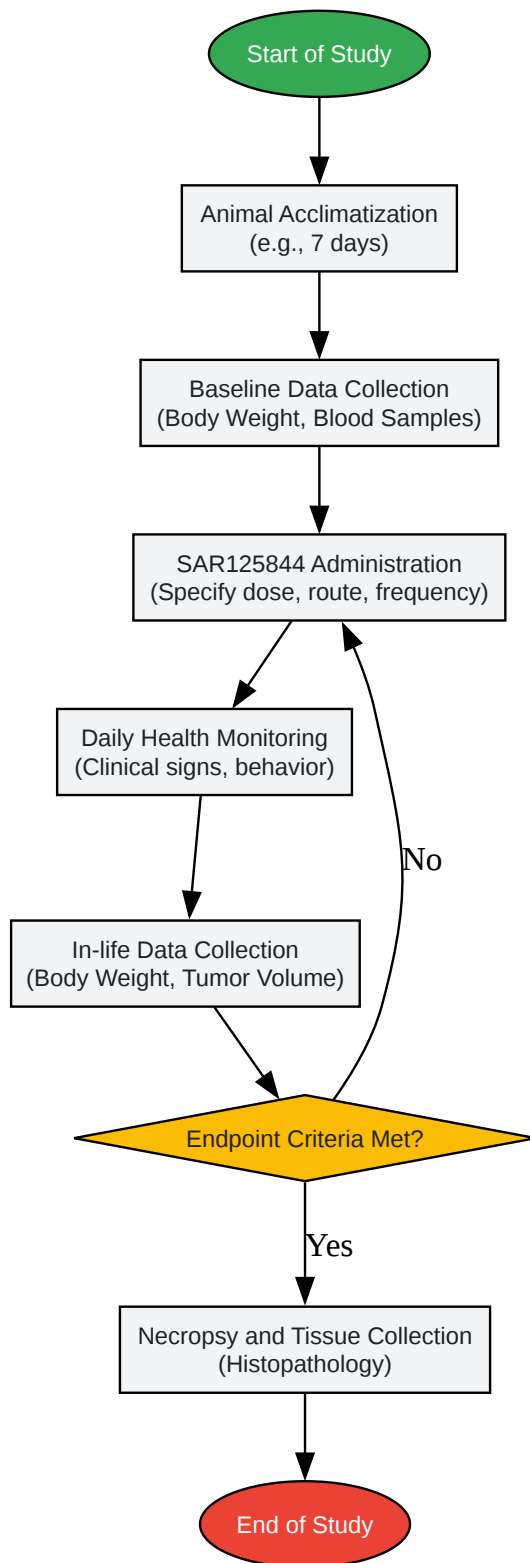 Start of Study
Animal Acclimatization
(e.g., 7 days)
Baseline Data Collection
(Body Weight, Blood Samples)
SAR125844 Administration
(Specify dose, route, frequency)
Daily Health Monitoring
(Clinical signs, behavior)
No
In-life Data Collection
(Body Weight, Tumor Volume)
Endpoint Criteria Met?
Yes
Necropsy and Tissue Collection
(Histopathology)
End of Study